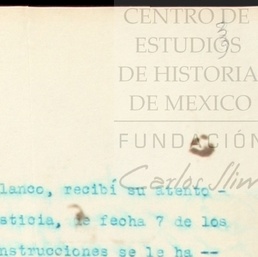 CENTRO DE
ESTUDIOS
DE HISTORIA
DE MEXICO
FUNDACIÓN
Carlos Slim
lanco, recibí su atento -
sticia, de fecha 7 de los
nstrucciones se le ha --